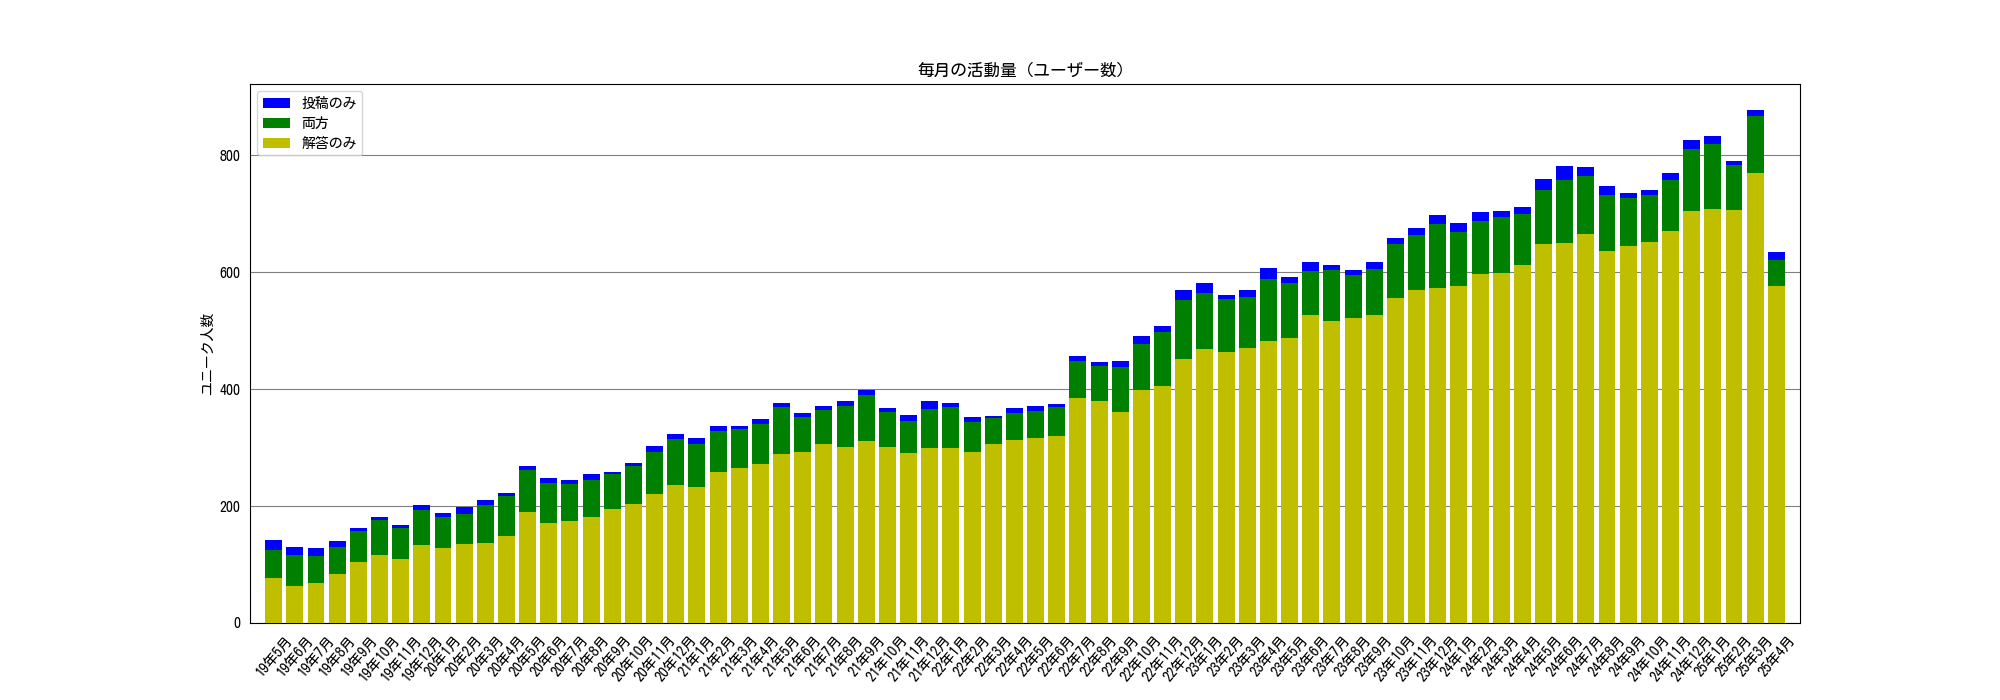 毎月の活動量（ユーザー数）
投稿のみ
両方
解答のみ
ユニーク人数
800
600
400
200
0
19年5月
19年6月
19年7月
19年8月
19年9月
19年10月
19年11月
19年12月
20年1月
20年2月
20年3月
20年4月
20年5月
20年6月
20年7月
20年8月
20年9月
20年10月
20年11月
20年12月
21年1月
21年2月
21年3月
21年4月
21年5月
21年6月
21年7月
21年8月
21年9月
21年10月
21年11月
21年12月
22年1月
22年2月
22年3月
22年4月
22年5月
22年6月
22年7月
22年8月
22年9月
22年10月
22年11月
22年12月
23年1月
23年2月
23年3月
23年4月
23年5月
23年6月
23年7月
23年8月
23年9月
23年10月
23年11月
23年12月
24年1月
24年2月
24年3月
24年4月
24年5月
24年6月
24年7月
24年8月
24年9月
24年10月
24年11月
24年12月
25年1月
25年2月
25年3月
25年4月